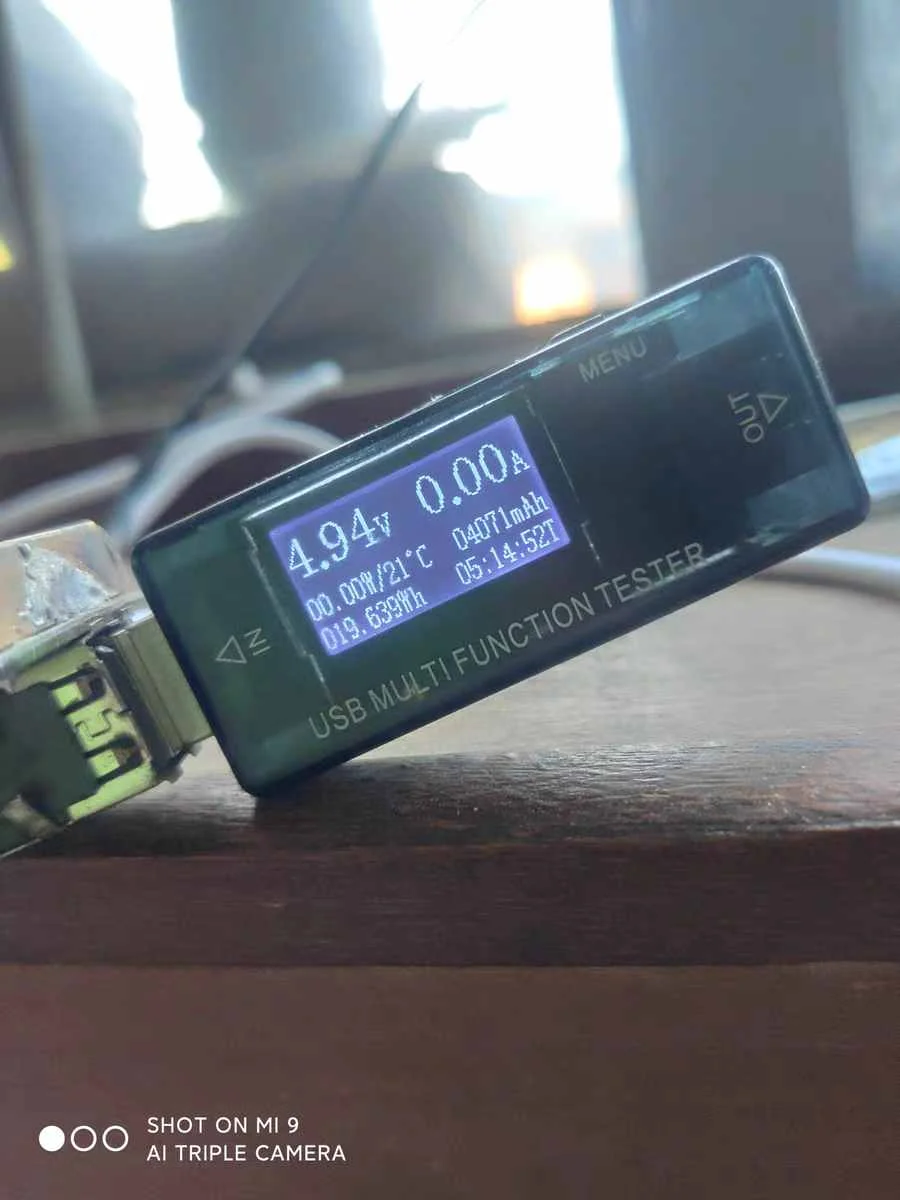 MENU
OUT
4.94V 0.00A
00.00W/21°C 04071mAh
019.639Wh 05:14:52T
IN
USB MULTI FUNCTION TESTER
SHOT ON MI 9
AI TRIPLE CAMERA